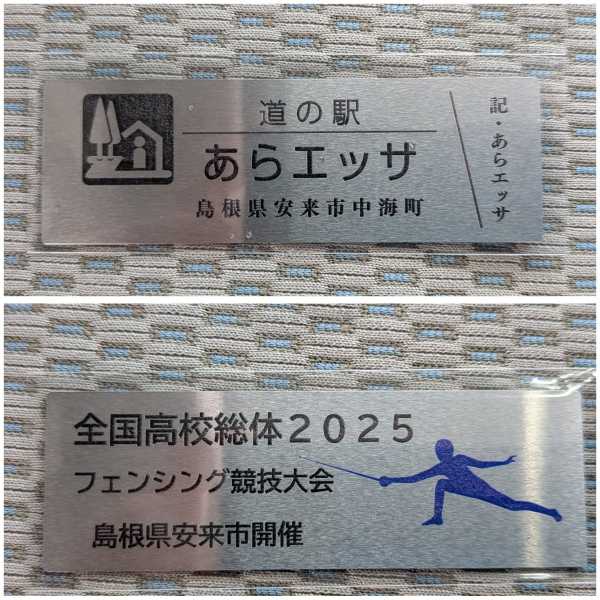 道の駅
あらエッサ
島根県安来市中海町
記・あらエッサ
全国高校総体２０２５
フェンシング競技大会
島根県安来市開催